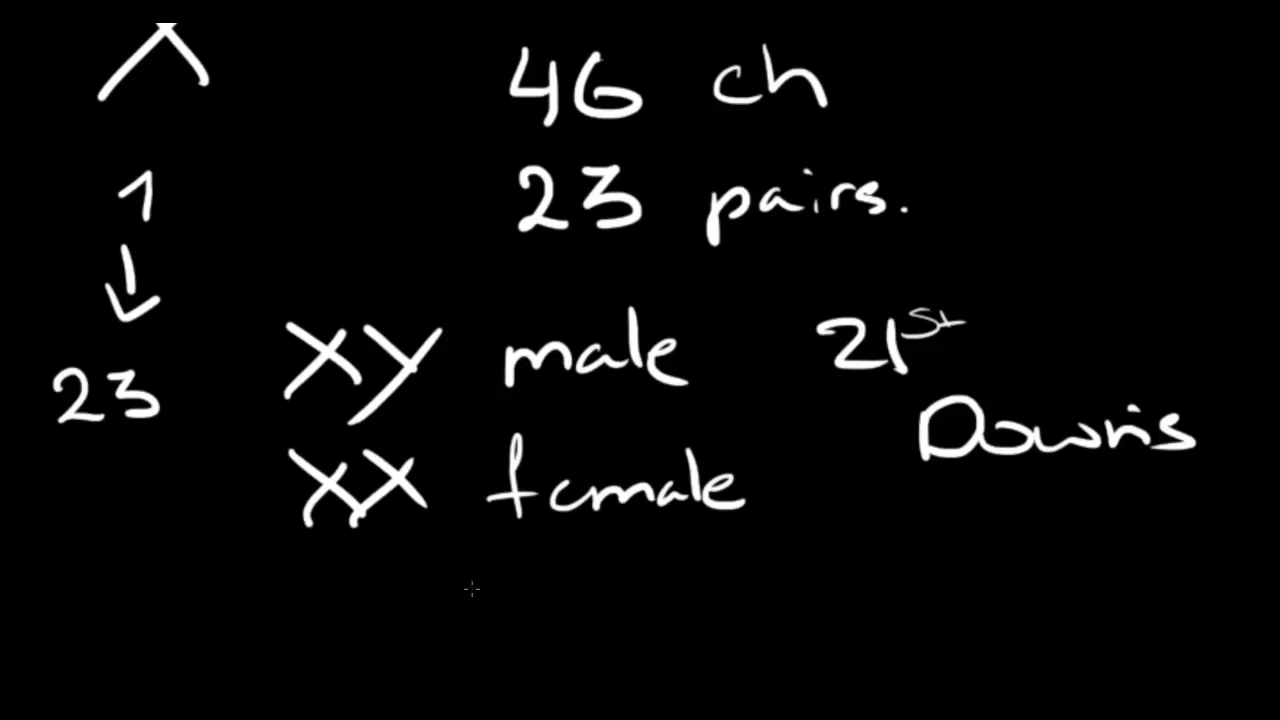 46 ch
23 pairs.
1
23
xy male
xx female
21st
Downs